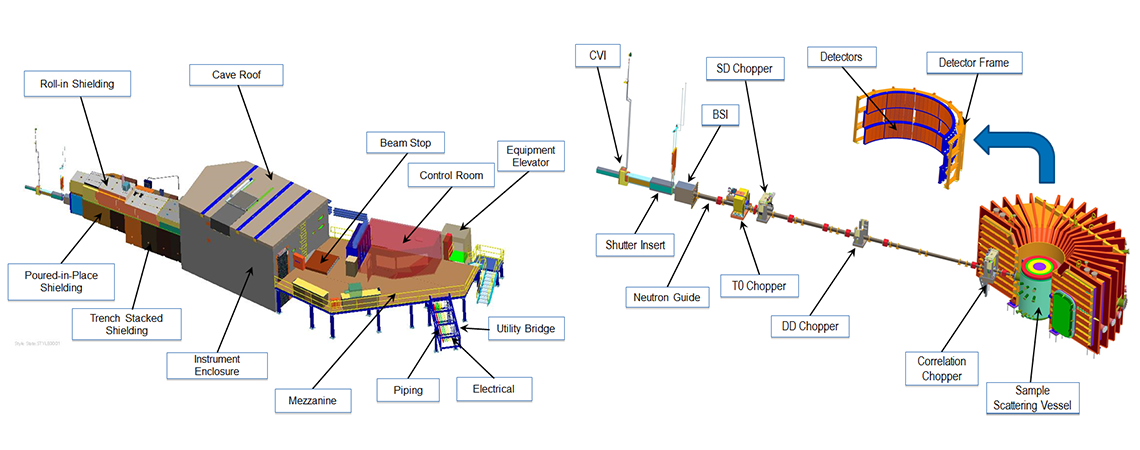 Roll-in Shielding
Cave Roof
Beam Stop
Equipment
Elevator
Control Room
Poured-in-Place
Shielding
Trench Stacked
Shielding
Instrument
Enclosure
Mezzanine
Piping
Electrical
Utility Bridge
CVI
SD Chopper
BSI
Detectors
Detector Frame
Shutter Insert
Neutron Guide
T0 Chopper
DD Chopper
Correlation
Chopper
Sample
Scattering Vessel